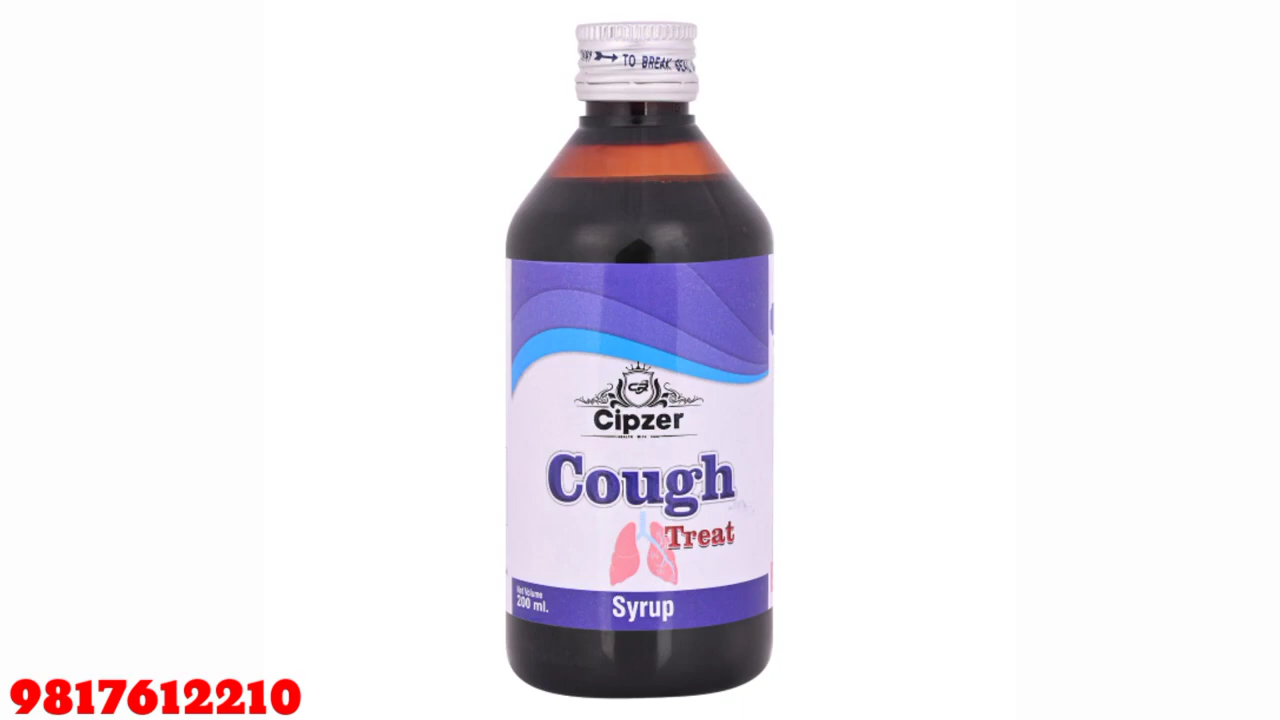 TO BREAK SEAL
Cipzer
Cough
Treat
Net Volume
200 ml.
Syrup
9817612210